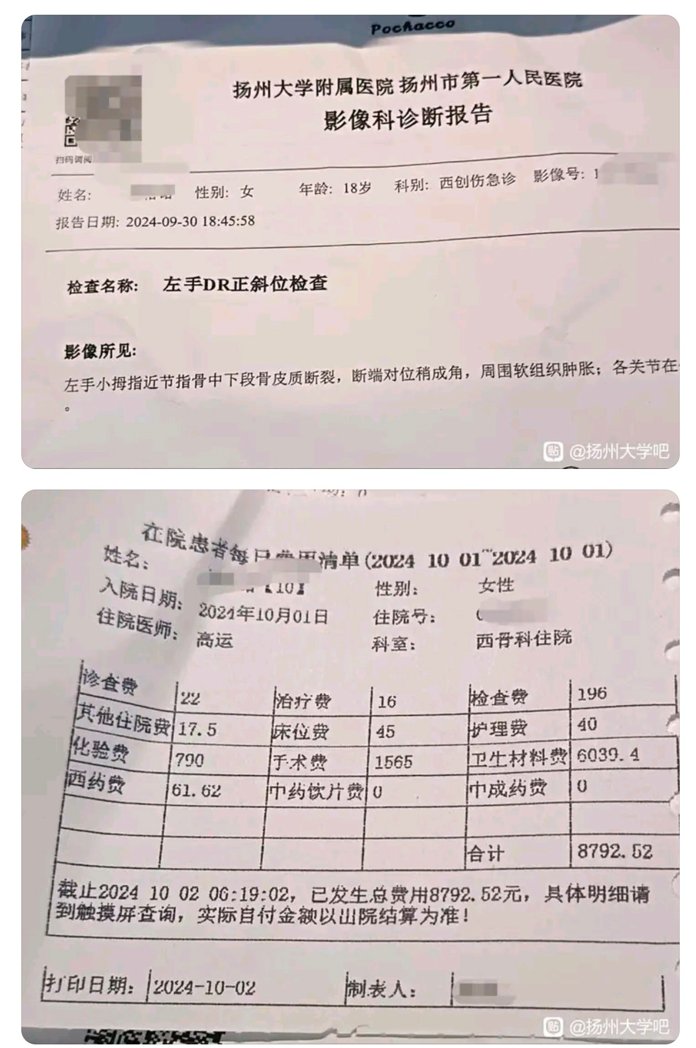 Pochacco
扬州大学附属医院 扬州市第一人民医院
影像科诊断报告
扫码调阅
姓名: 性别: 女 年龄: 18岁 科别: 西创伤急诊 影像号: 1
报告日期: 2024-09-30 18:45:58
检查名称: 左手DR正斜位检查
影像所见:
左手小拇指近节指骨中下段骨皮质断裂，断端对位稍成角，周围软组织肿胀；各关节在
。
@扬州大学吧
在院患者每日费用清单(2024 10 01~2024 10 01)
姓名: 【10】 性别: 女性
入院日期: 2024年10月01日 住院号:
住院医师: 高运 科室: 西骨科住院
诊查费 22 治疗费 16 检查费 196
其他住院费 17.5 床位费 45 护理费 40
化验费 790 手术费 1565 卫生材料费 6039.4
西药费 61.62 中药饮片费 0 中成药费 0
合计 8792.52
截止2024 10 02 06:19:02，已发生总费用8792.52元，具体明细请
到触摸屏查询，实际自付金额以出院结算为准!
打印日期: 2024-10-02 制表人:
@扬州大学吧